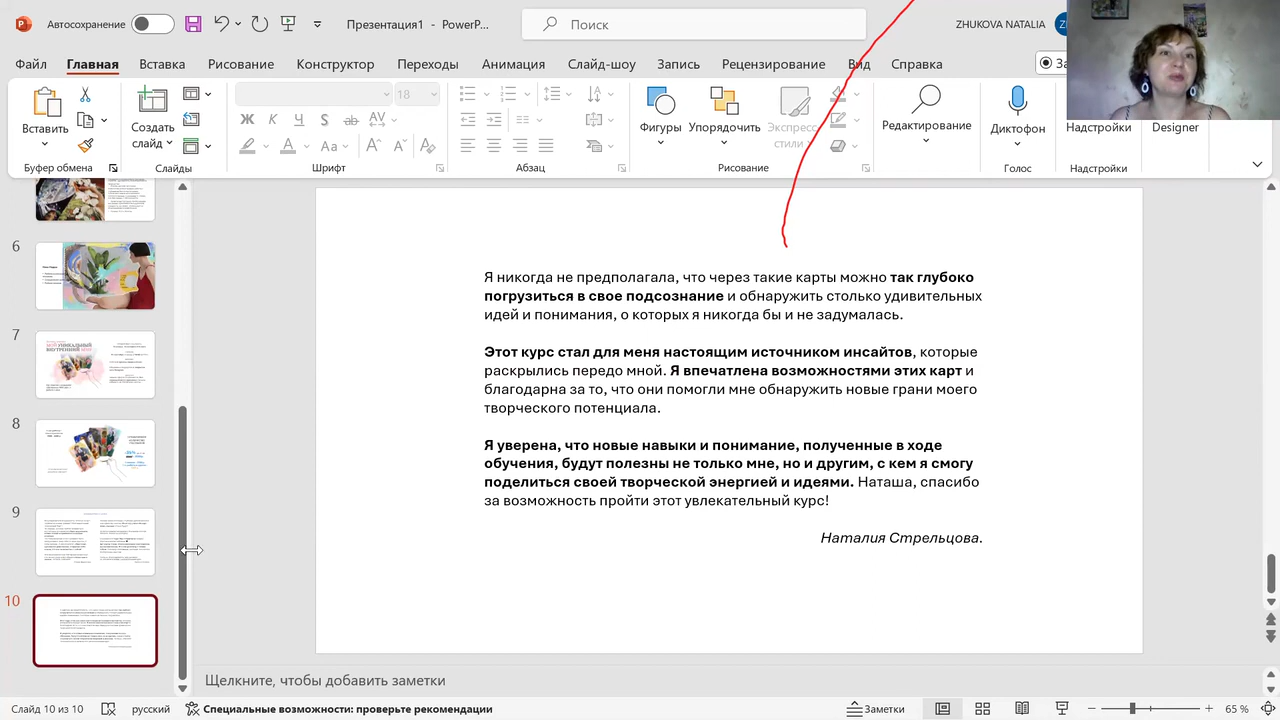 Автосохранение
Презентация1 - PowerP...
Поиск
ZHUKOVA NATALIA
Файл Главная Вставка Рисование Конструктор Переходы Анимация Слайд-шоу Запись Рецензирование Вид Справка
Вставить
Буфер обмена
Создать
слайд
Слайды
18
Ж К Ч S ab AV
Aa
Шрифт
Абзац
Фигуры
Упорядочить
Экспресс-
стили
Рисование
Редактирование
Диктофон
Голос
Надстройки
Надстройки
Designer
6
7
МОЙ УНИКАЛЬНЫЙ
ВНУТРЕННИЙ МИР
8
9
10
Я никогда не предполагала, что через такие карты можно так глубоко
погрузиться в свое подсознание и обнаружить столько удивительных
идей и понимания, о которых я никогда бы и не задумалась.
Этот курс стал для меня настоящим источником инсайтов, которые
раскрылись передо мной. Я впечатлена возможностями этих карт и
благодарна за то, что они помогли мне обнаружить новые грани моего
творческого потенциала.
Я уверена, что новые навыки и понимание, полученные в ходе
обучения, будут полезны не только мне, но и другим, с кем я смогу
поделиться своей творческой энергией и идеями. Наташа, спасибо
за возможность пройти этот увлекательный курс!
Наталия Стрельцова.
Щелкните, чтобы добавить заметки
Слайд 10 из 10 русский Специальные возможности: проверьте рекомендации Заметки 65 %